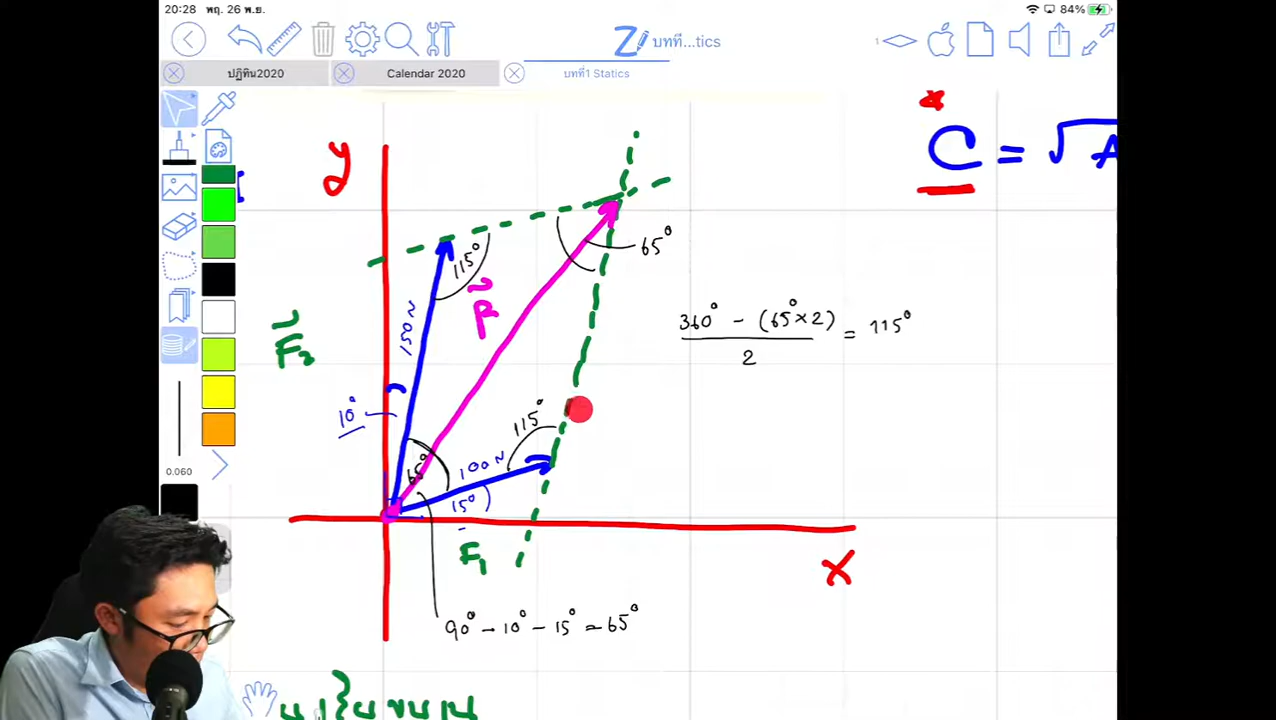 20:28 พฤ. 26 พ.ย.
84%
บทที...tics
1
ปฏิทิน2020
Calendar 2020
บทที่1 Statics
y
C = √A
65°
115°
R
150 N
F2
360° - (65° × 2)
2
= 115°
10°
115°
65°
100 N
15°
0.060
F1
x
90° - 10° - 15° = 65°